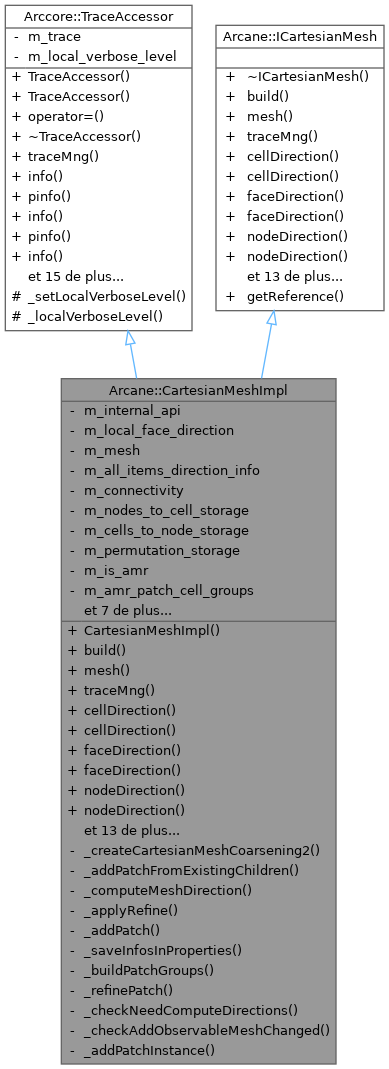 Arccore::TraceAccessor
- m_trace
- m_local_verbose_level
+ TraceAccessor()
+ TraceAccessor()
+ operator=()
+ ~TraceAccessor()
+ traceMng()
+ info()
+ pinfo()
+ info()
+ pinfo()
+ info()
et 15 de plus...
# _setLocalVerboseLevel()
# _localVerboseLevel()
Arcane::ICartesianMesh
+ ~ICartesianMesh()
+ build()
+ mesh()
+ traceMng()
+ cellDirection()
+ cellDirection()
+ faceDirection()
+ faceDirection()
+ nodeDirection()
+ nodeDirection()
et 13 de plus...
+ getReference()
Arcane::CartesianMeshImpl
- m_internal_api
- m_local_face_direction
- m_mesh
- m_all_items_direction_info
- m_connectivity
- m_nodes_to_cell_storage
- m_cells_to_node_storage
- m_permutation_storage
- m_is_amr
- m_amr_patch_cell_groups
et 7 de plus...
+ CartesianMeshImpl()
+ build()
+ mesh()
+ traceMng()
+ cellDirection()
+ cellDirection()
+ faceDirection()
+ faceDirection()
+ nodeDirection()
+ nodeDirection()
et 13 de plus...
- _createCartesianMeshCoarsening2()
- _addPatchFromExistingChildren()
- _computeMeshDirection()
- _applyRefine()
- _addPatch()
- _saveInfosInProperties()
- _buildPatchGroups()
- _refinePatch()
- _checkNeedComputeDirections()
- _checkAddObservableMeshChanged()
- _addPatchInstance()